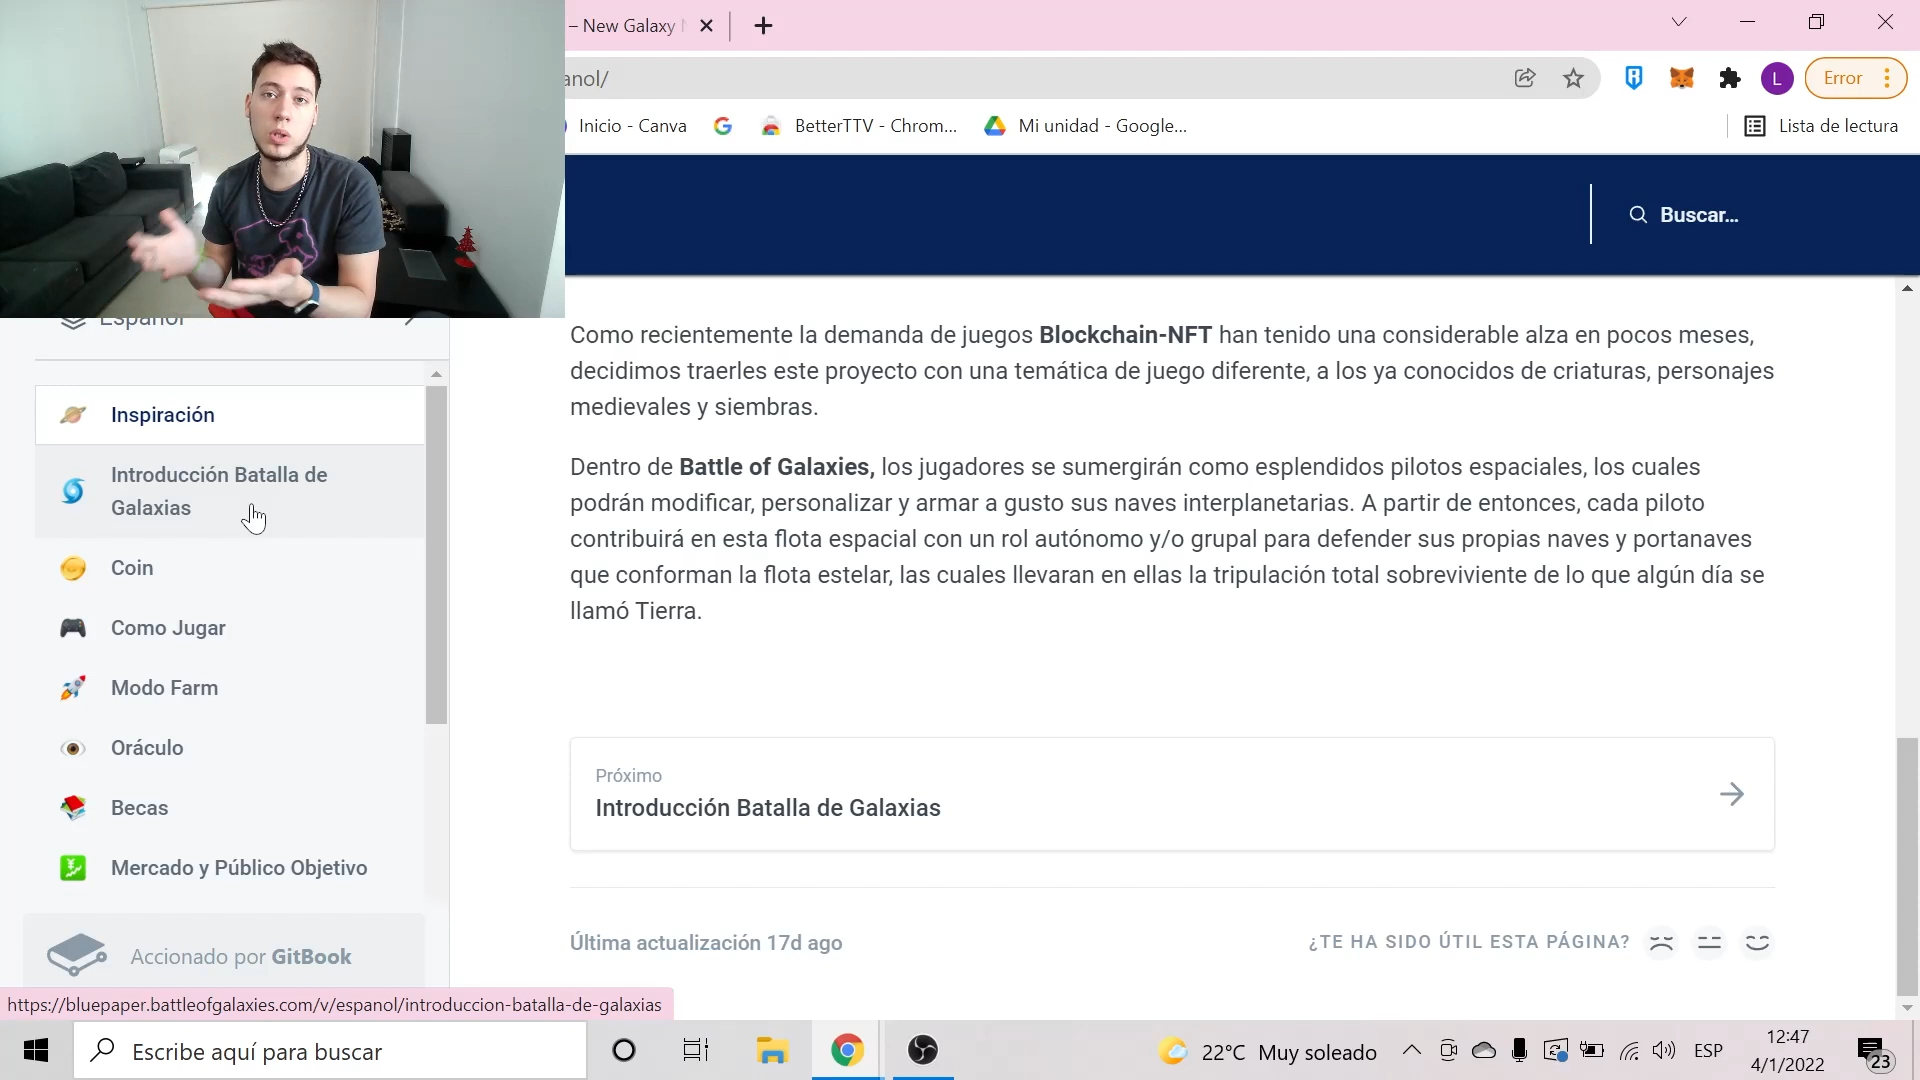 – New Galaxy
anol/
Error
Inicio - Canva
BetterTTV - Chrom...
Mi unidad - Google...
Lista de lectura
Buscar...
Español
Inspiración
Introducción Batalla de
Galaxias
Coin
Como Jugar
Modo Farm
Oráculo
Becas
Mercado y Público Objetivo
Accionado por GitBook
Como recientemente la demanda de juegos Blockchain-NFT han tenido una considerable alza en pocos meses,
decidimos traerles este proyecto con una temática de juego diferente, a los ya conocidos de criaturas, personajes
medievales y siembras.
Dentro de Battle of Galaxies, los jugadores se sumergirán como esplendidos pilotos espaciales, los cuales
podrán modificar, personalizar y armar a gusto sus naves interplanetarias. A partir de entonces, cada piloto
contribuirá en esta flota espacial con un rol autónomo y/o grupal para defender sus propias naves y portanaves
que conforman la flota estelar, las cuales llevaran en ellas la tripulación total sobreviviente de lo que algún día se
llamó Tierra.
Próximo
Introducción Batalla de Galaxias
Última actualización 17d ago
¿TE HA SIDO ÚTIL ESTA PÁGINA?
https://bluepaper.battleofgalaxies.com/v/espanol/introduccion-batalla-de-galaxias
Escribe aquí para buscar
22°C Muy soleado
ESP
12:47
4/1/2022
23
L